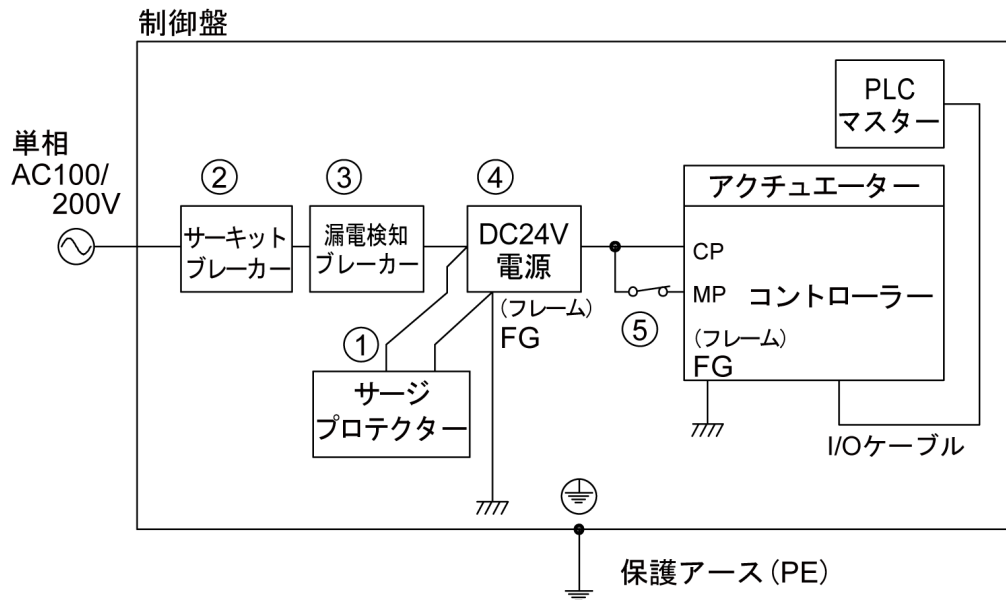 制御盤
単相
AC100/
200V
②
③
④
サーキット
ブレーカー
漏電検知
ブレーカー
DC24V
電源
(フレーム)
FG
①
サージ
プロテクター
PLC
マスター
アクチュエーター
CP
MP
コントローラー
⑤
(フレーム)
FG
I/Oケーブル
保護アース(PE)